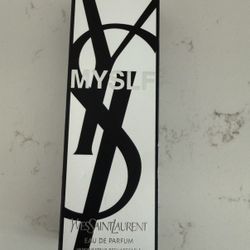 MYSLF
YVESSAINTLAURENT
EAU DE PARFUM